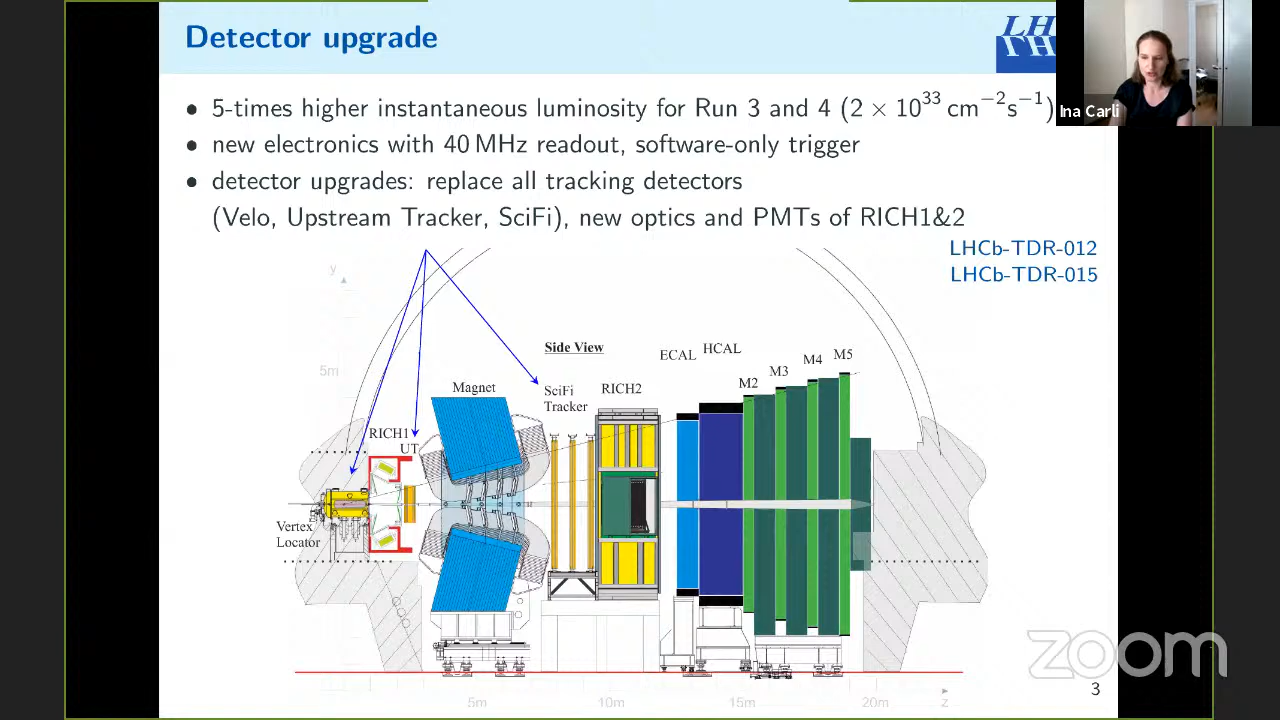 Detector upgrade
LH
Ina Carli
• 5-times higher instantaneous luminosity for Run 3 and 4 (2 × 10³³ cm⁻²s⁻¹)
• new electronics with 40 MHz readout, software-only trigger
• detector upgrades: replace all tracking detectors
(Velo, Upstream Tracker, SciFi), new optics and PMTs of RICH1&2
LHCb-TDR-012
LHCb-TDR-015
y
5m
Side View
ECAL
HCAL
M2
M3
M4
M5
Magnet
SciFi
Tracker
RICH2
RICH1
UT
Vertex
Locator
zoom
3
5m
10m
15m
20m
z